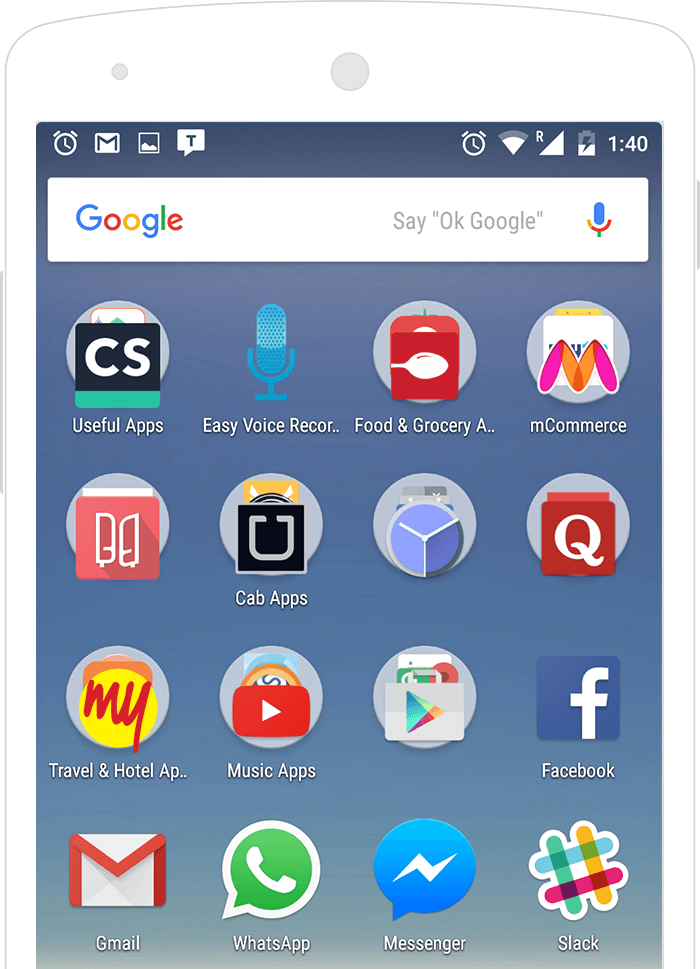 T
R
1:40
Google
Say "Ok Google"
CS
Useful Apps
Easy Voice Recor..
Food & Grocery A..
mCommerce
Q
Cab Apps
my
Travel & Hotel Ap..
Music Apps
f
Facebook
Gmail
WhatsApp
Messenger
Slack